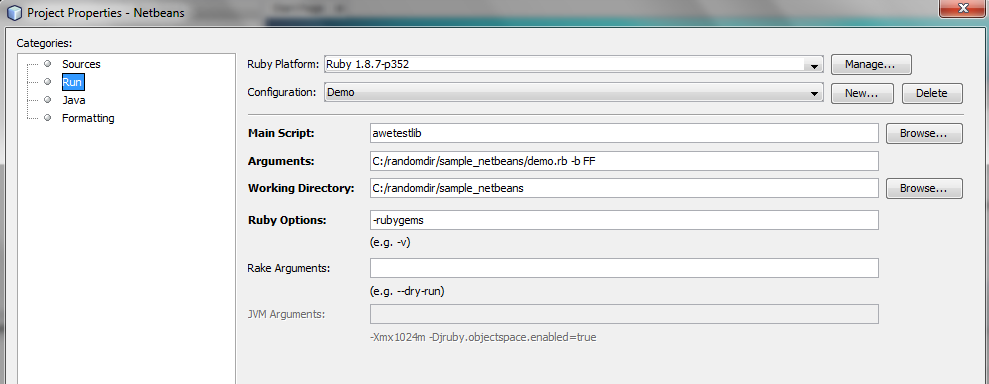 Project Properties - Netbeans
Categories:
Sources
Run
Java
Formatting
Ruby Platform: Ruby 1.8.7-p352 Manage...
Configuration: Demo New... Delete
Main Script: awetestlib Browse...
Arguments: C:/randomdir/sample_netbeans/demo.rb -b FF
Working Directory: C:/randomdir/sample_netbeans Browse...
Ruby Options: -rubygems
(e.g. -v)
Rake Arguments:
(e.g. --dry-run)
JVM Arguments:
-Xmx1024m -Djruby.objectspace.enabled=true